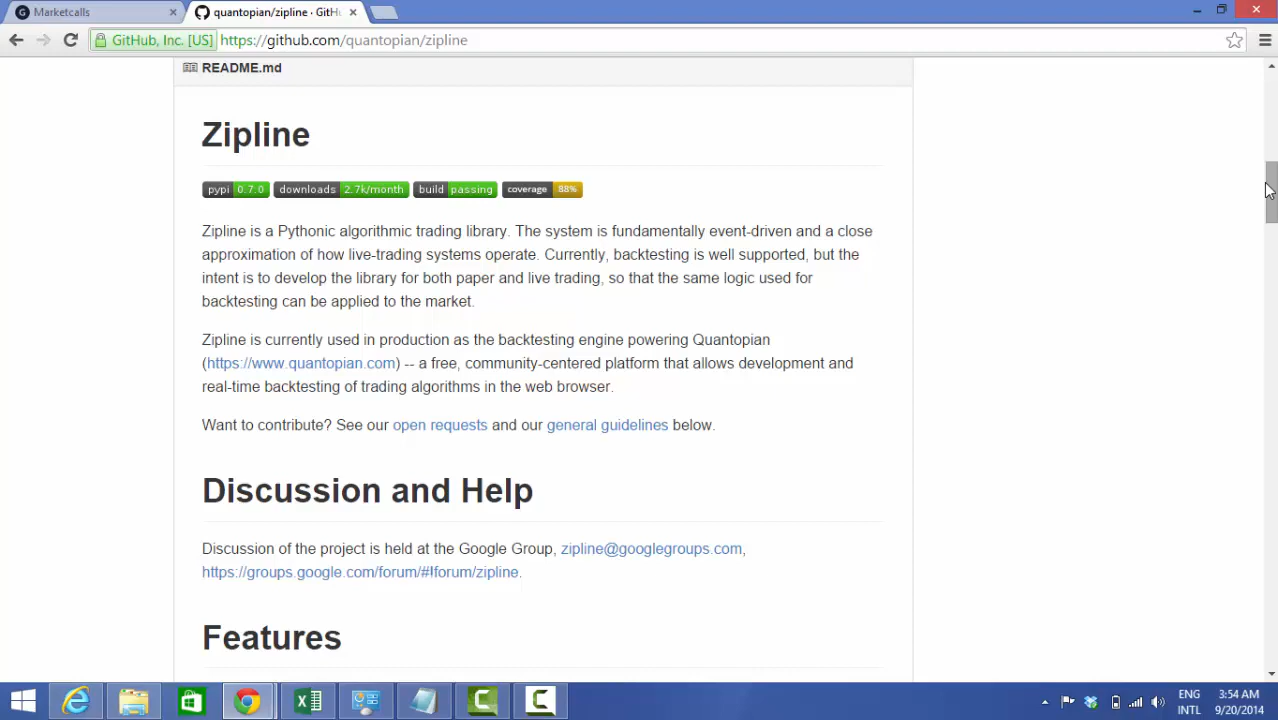 Marketcalls
quantopian/zipline · GitHu
GitHub, Inc. [US] https://github.com/quantopian/zipline
README.md
Zipline
pypi 0.7.0 downloads 2.7k/month build passing coverage 88%
Zipline is a Pythonic algorithmic trading library. The system is fundamentally event-driven and a close
approximation of how live-trading systems operate. Currently, backtesting is well supported, but the
intent is to develop the library for both paper and live trading, so that the same logic used for
backtesting can be applied to the market.
Zipline is currently used in production as the backtesting engine powering Quantopian
(https://www.quantopian.com) -- a free, community-centered platform that allows development and
real-time backtesting of trading algorithms in the web browser.
Want to contribute? See our open requests and our general guidelines below.
Discussion and Help
Discussion of the project is held at the Google Group, zipline@googlegroups.com,
https://groups.google.com/forum/#!forum/zipline.
Features
ENG
INTL
3:54 AM
9/20/2014